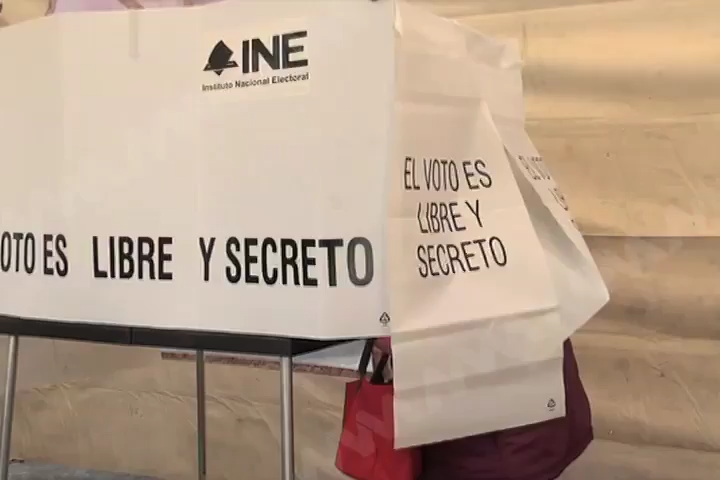 INE
Instituto Nacional Electoral
OTO ES LIBRE Y SECRETO
EL VOTO ES
LIBRE Y
SECRETO